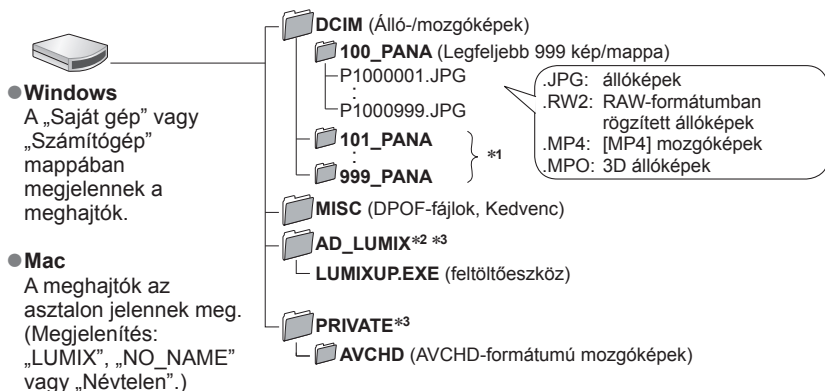 ●Windows
A „Saját gép” vagy
„Számítógép”
mappában
megjelennek a
meghajtók.
●Mac
A meghajtók az
asztalon jelennek meg.
(Megjelenítés:
„LUMIX”, „NO_NAME”
vagy „Névtelen”.)
DCIM (Álló-/mozgóképek)
100_PANA (Legfeljebb 999 kép/mappa)
P1000001.JPG
:
P1000999.JPG
101_PANA
:
999_PANA
*1
.JPG: állóképek
.RW2: RAW-formátumban
rögzített állóképek
.MP4: [MP4] mozgóképek
.MPO: 3D állóképek
MISC (DPOF-fájlok, Kedvenc)
AD_LUMIX*2 *3
LUMIXUP.EXE (feltöltőeszköz)
PRIVATE*3
AVCHD (AVCHD-formátumú mozgóképek)